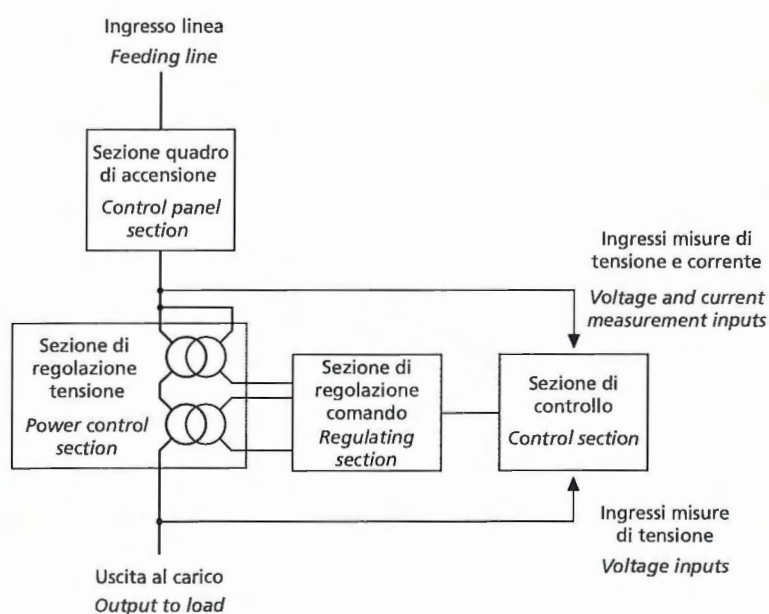 Ingresso linea
Feeding line
Sezione quadro
di accensione
Control panel
section
Ingressi misure di
tensione e corrente
Voltage and current
measurement inputs
Sezione di
regolazione
tensione
Power control
section
Sezione di
regolazione
comando
Regulating
section
Sezione di
controllo
Control section
Ingressi misure
di tensione
Voltage inputs
Uscita al carico
Output to load